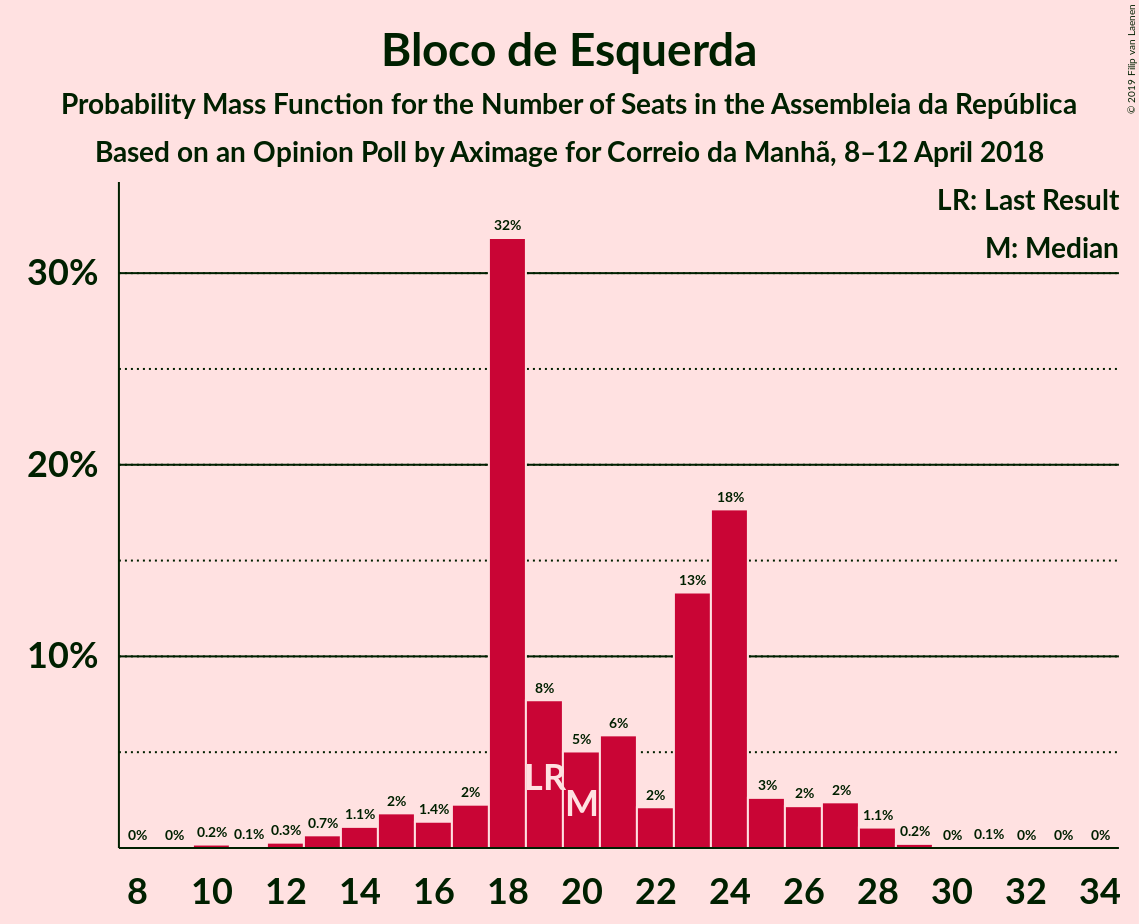 Bloco de Esquerda
Probability Mass Function for the Number of Seats in the Assembleia da República
Based on an Opinion Poll by Aximage for Correio da Manhã, 8–12 April 2018
© 2019 Filip van Laenen
LR: Last Result
M: Median
30%
20%
10%
0% 0% 0.2% 0.1% 0.3% 0.7% 1.1% 2% 1.4% 2% 32% 8% 5% 6% 2% 13% 18% 3% 2% 2% 1.1% 0.2% 0% 0.1% 0% 0% 0%
LR
M
8 10 12 14 16 18 20 22 24 26 28 30 32 34